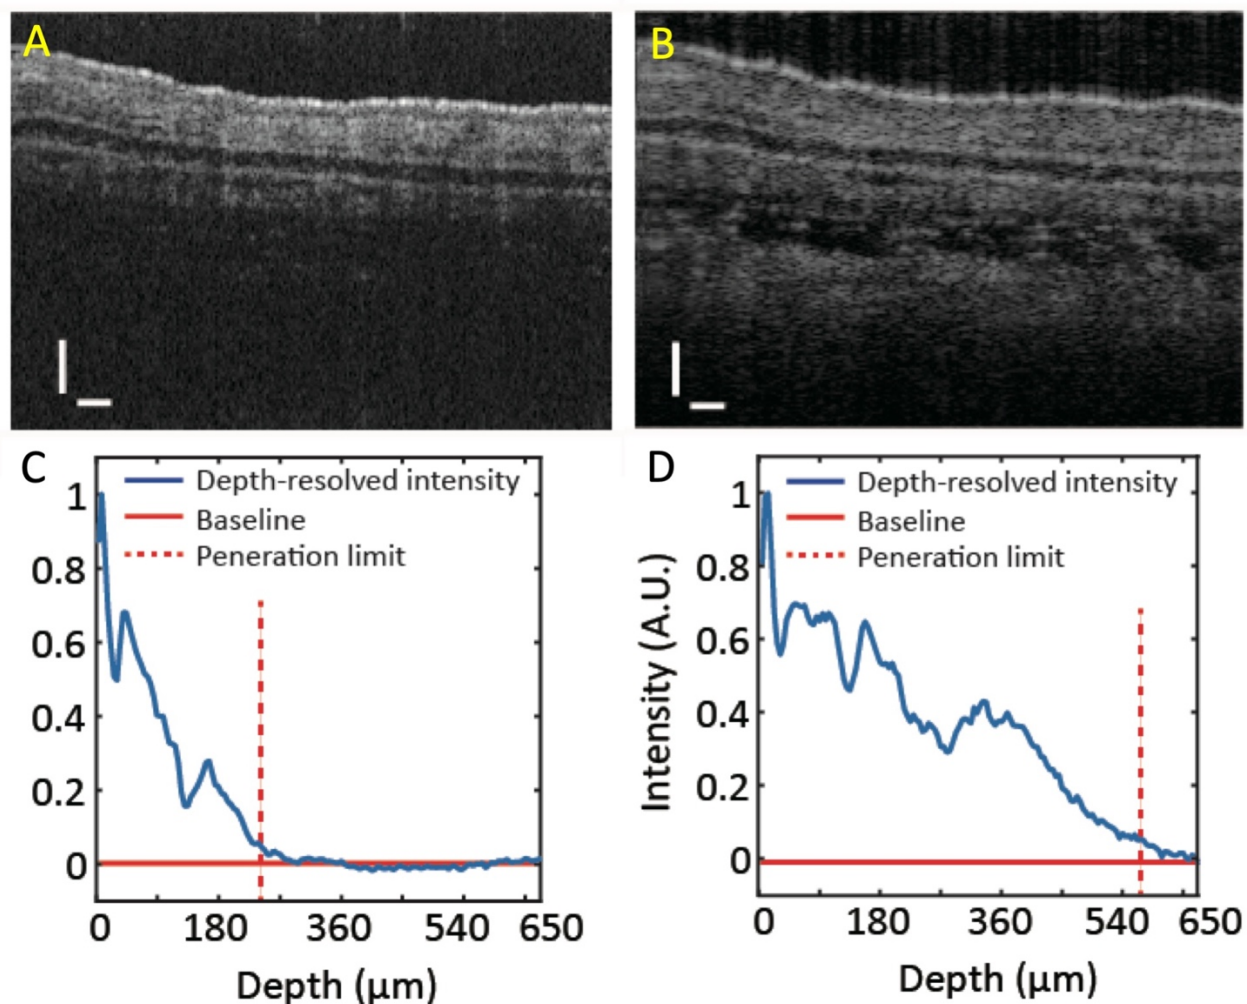 A
B
C
Depth-resolved intensity
Baseline
Peneration limit
1
0.8
0.6
0.4
0.2
0
0 180 360 540 650
Depth (μm)
D
Depth-resolved intensity
Baseline
Peneration limit
Intensity (A.U.)
1
0.8
0.6
0.4
0.2
0
0 180 360 540 650
Depth (μm)